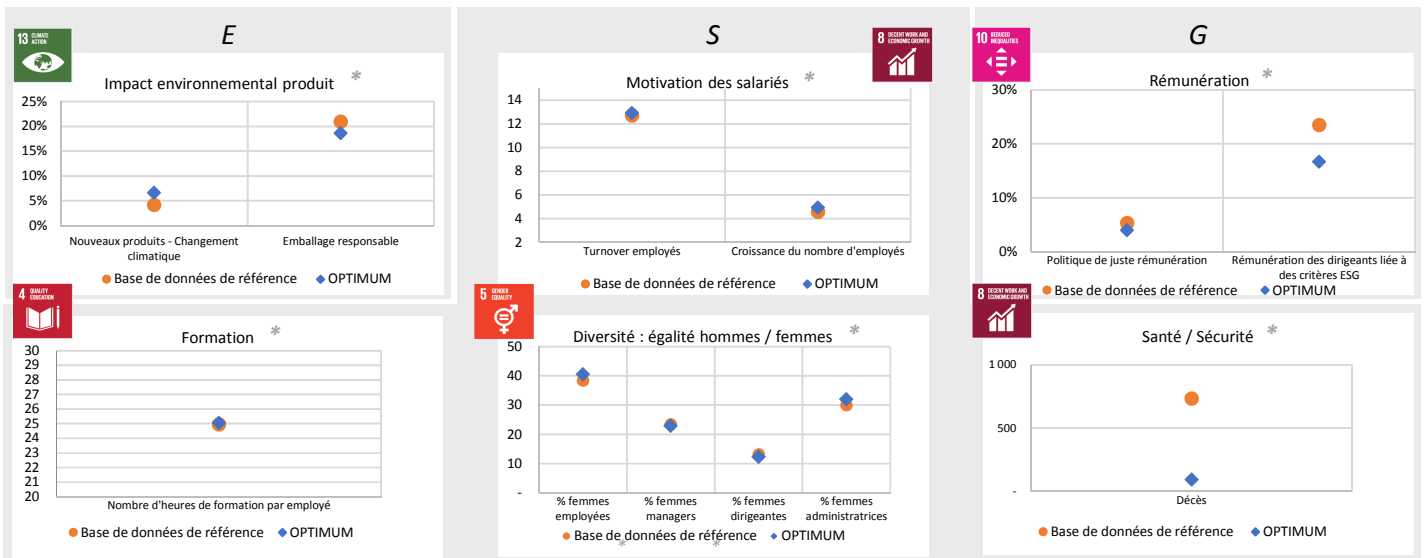 E
S
G
13 CLIMATE ACTION
Impact environnemental produit *
25%
20%
15%
10%
5%
0%
Nouveaux produits - Changement
climatique
Emballage responsable
Base de données de référence
OPTIMUM
8 DECENT WORK AND ECONOMIC GROWTH
Motivation des salariés *
14
12
10
8
6
4
2
Turnover employés
Croissance du nombre d'employés
Base de données de référence
OPTIMUM
10 REDUCED INEQUALITIES
Rémunération *
30%
20%
10%
0%
Politique de juste rémunération
Rémunération des dirigeants liée à
des critères ESG
Base de données de référence
OPTIMUM
4 QUALITY EDUCATION
Formation *
30
29
28
27
26
25
24
23
22
21
20
Nombre d'heures de formation par employé
Base de données de référence
OPTIMUM
5 GENDER EQUALITY
Diversité : égalité hommes / femmes *
50
40
30
20
10
-
% femmes
employées
% femmes
managers
% femmes
dirigeantes
% femmes
administratrices
Base de données de référence
OPTIMUM
* *
8 DECENT WORK AND ECONOMIC GROWTH
Santé / Sécurité *
1 000
500
-
Décès
Base de données de référence
OPTIMUM